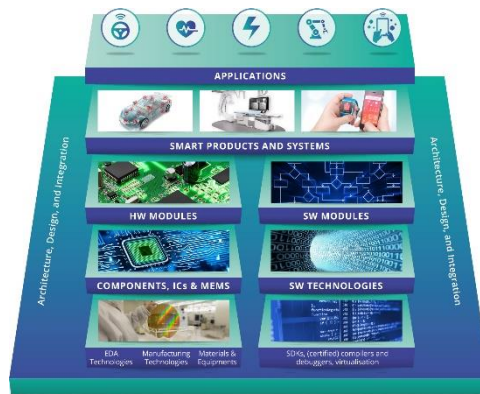 APPLICATIONS
SMART PRODUCTS AND SYSTEMS
Architecture, Design, and Integration
Architecture, Design, and Integration
HW MODULES
SW MODULES
COMPONENTS, ICs & MEMS
SW TECHNOLOGIES
EDA
Technologies
Manufacturing
Technologies
Materials &
Equipments
SDKs, (certified) compilers and
debuggers, virtualisation